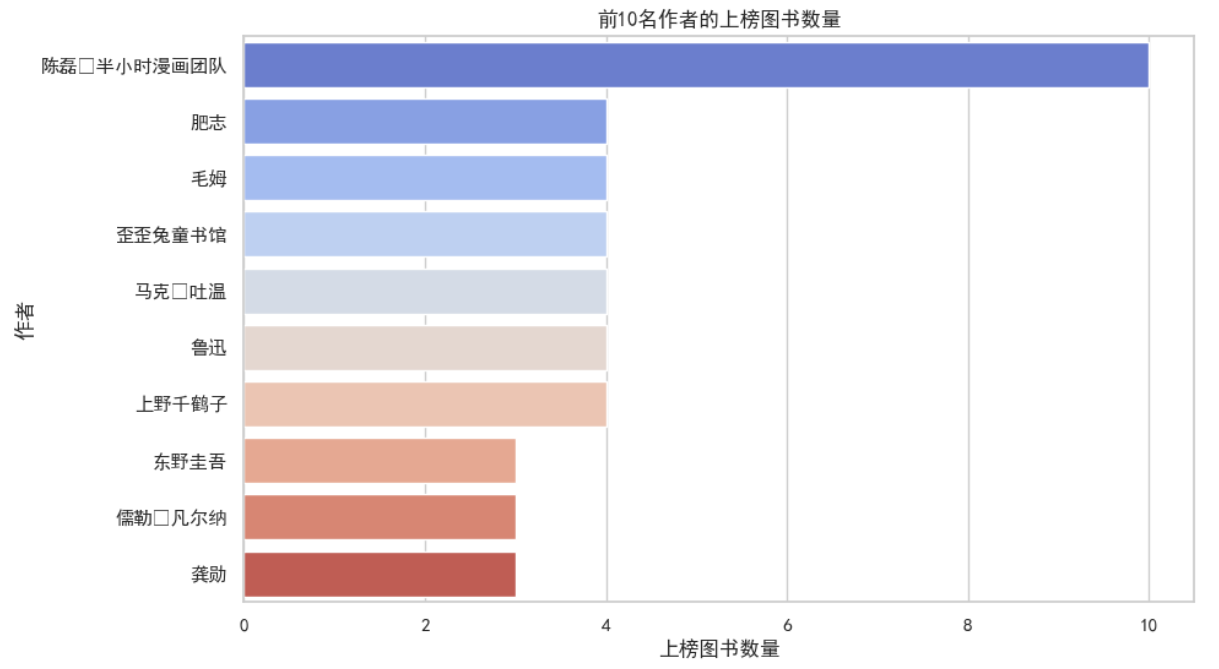 前10名作者的上榜图书数量
陈磊□半小时漫画团队
肥志
毛姆
歪歪兔童书馆
马克□吐温
鲁迅
上野千鹤子
东野圭吾
儒勒□凡尔纳
龚勋
作者
0 2 4 6 8 10
上榜图书数量